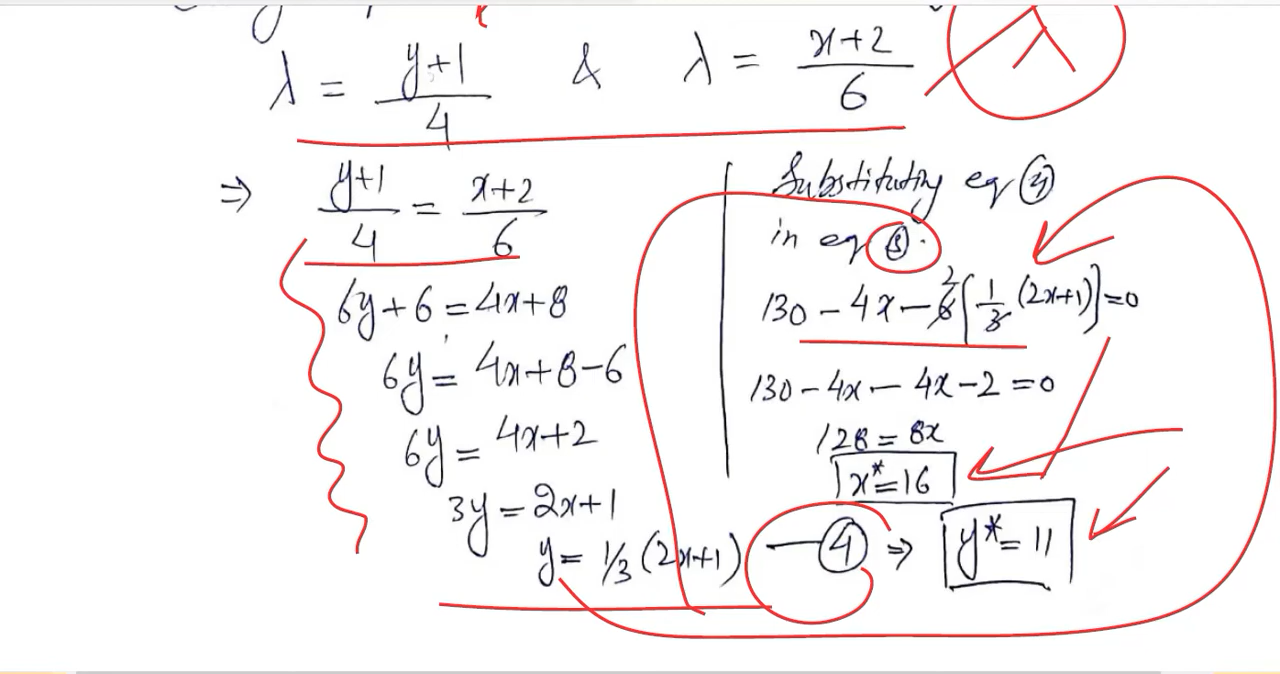 λ = (y+1)/4 & λ = (x+2)/6 λ
⇒ (y+1)/4 = (x+2)/6
6y+6 = 4x+8
6y = 4x+8-6
6y = 4x+2
3y = 2x+1
y = 1/3 (2x+1) — ④ ⇒ y* = 11
Substituting eq ④
in eq ③.
130 - 4x - 6 2 [1/3 (2x+1)] = 0
130 - 4x - 4x - 2 = 0
128 = 8x
x* = 16